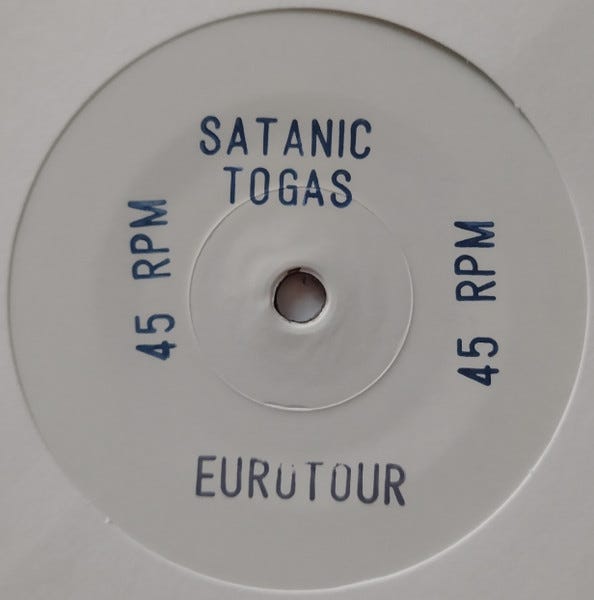 SATANIC
TOGAS
45 RPM
45 RPM
EUROTOUR